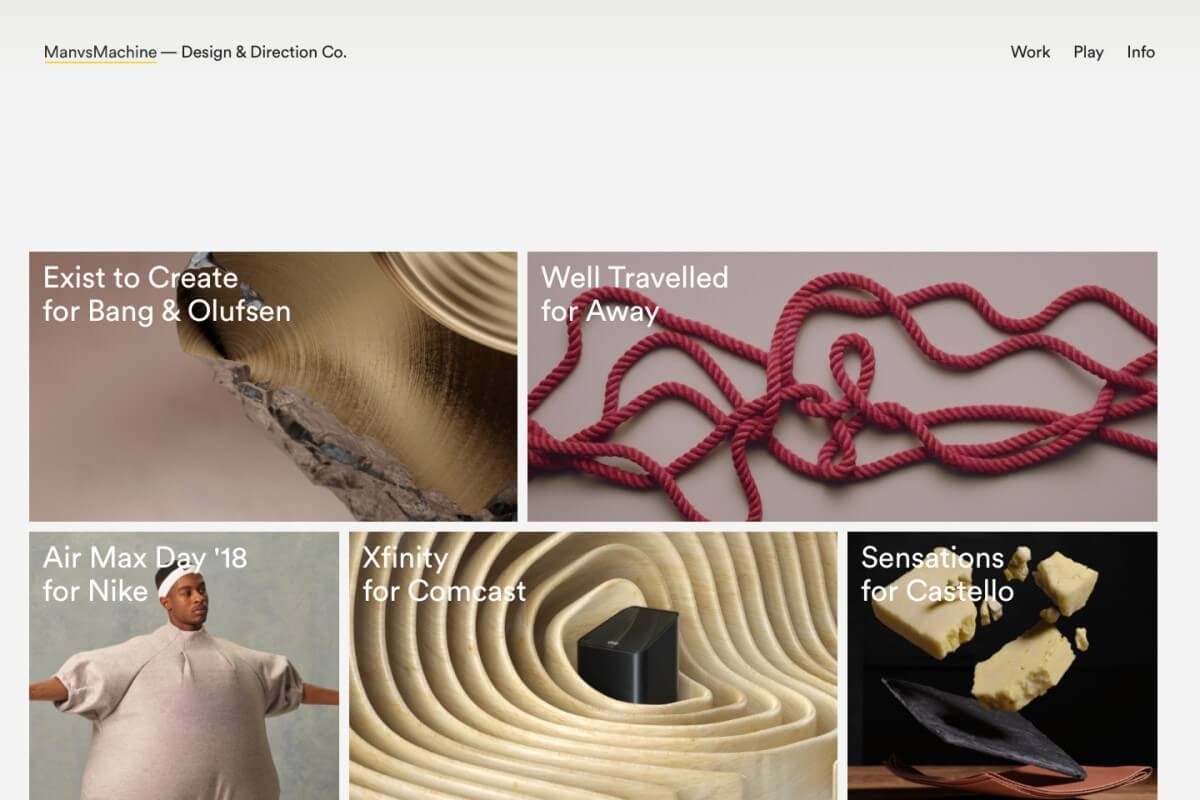 ManvsMachine — Design & Direction Co.
Work Play Info
Exist to Create
for Bang & Olufsen
Well Travelled
for Away
Air Max Day '18
for Nike
Xfinity
for Comcast
Sensations
for Castello